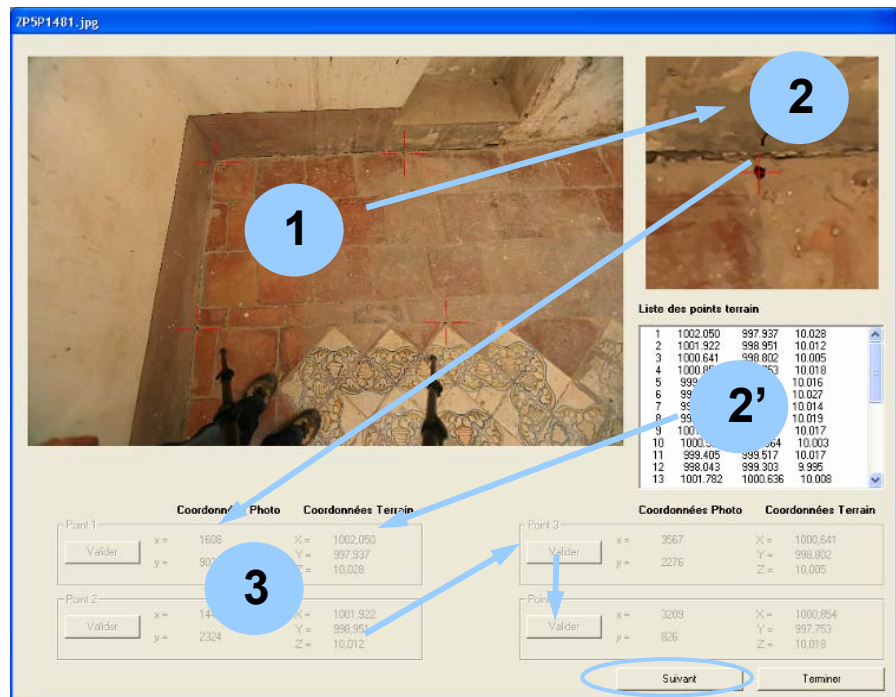 ZP5P1481.jpg
1
2
Liste des points terrain
1 1002.050 997.937 10.028
2 1001.922 998.951 10.012
3 1000.641 998.802 10.005
4 10.018
5 10.016
6 10.027
7 10.014
8 10.019
9 10.017
10 10.003
11 999.405 999.517 10.017
12 998.043 999.303 9.995
13 1001.782 1000.636 10.008
2’
Coordonnées Photo Coordonnées Terrain
Point 1
Valider
x = 1608
y =
X = 1002,050
Y = 997,937
Z = 10,028
3
Point 2
Valider
x =
y = 2324
X = 1001,922
Y = 998,951
Z = 10,012
Coordonnées Photo Coordonnées Terrain
Point 3
Valider
x = 3567
y = 2276
X = 1000,641
Y = 998,802
Z = 10,005
Valider
x = 3209
y = 826
X = 1000,854
Y = 997,753
Z = 10,018
Suivant
Terminer